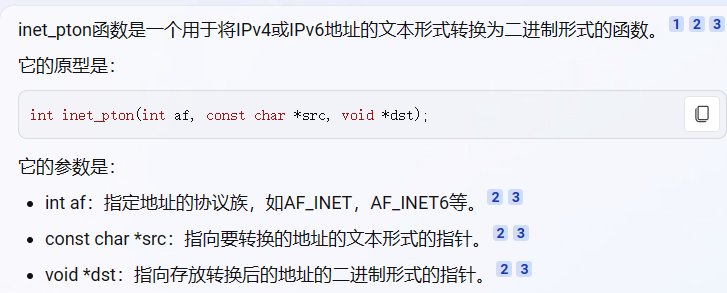 inet_pton函数是一个用于将IPv4或IPv6地址的文本形式转换为二进制形式的函数。 1 2 3
它的原型是：
int inet_pton(int af, const char *src, void *dst);
它的参数是：
• int af：指定地址的协议族，如AF_INET，AF_INET6等。 2 3
• const char *src：指向要转换的地址的文本形式的指针。 2 3
• void *dst：指向存放转换后的地址的二进制形式的指针。 2 3